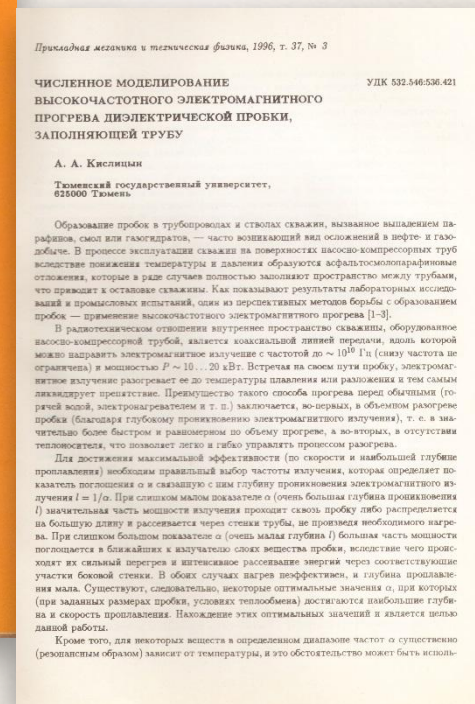 Прикладная механика и техническая физика, 1996, т. 37, № 3
ЧИСЛЕННОЕ МОДЕЛИРОВАНИЕ УДК 532.546:536.421
ВЫСОКОЧАСТОТНОГО ЭЛЕКТРОМАГНИТНОГО
ПРОГРЕВА ДИЭЛЕКТРИЧЕСКОЙ ПРОБКИ,
ЗАПОЛНЯЮЩЕЙ ТРУБУ
А. А. Кислицын
Тюменский государственный университет,
625000 Тюмень
Образование пробок в трубопроводах и стволах скважин, вызванное выпадением па-
рафинов, смол или газогидратов, — часто возникающий вид осложнений в нефте- и газо-
добыче. В процессе эксплуатации скважин на поверхностях насосно-компрессорных труб
вследствие понижения температуры и давления образуются асфальтосмолопарафиновые
отложения, которые в ряде случаев полностью заполняют пространство между трубами,
что приводит к остановке скважины. Как показывают результаты лабораторных исследо-
ваний и промысловых испытаний, один из перспективных методов борьбы с образованием
пробок — применение высокочастотного электромагнитного прогрева [1–3].
В радиотехническом отношении внутреннее пространство скважины, оборудованное
насосно-компрессорной трубой, является коаксиальной линией передачи, вдоль которой
можно направить электромагнитное излучение с частотой до ~ 10¹⁰ Гц (снизу частота не
ограничена) и мощностью P ~ 10...20 кВт. Встречая на своем пути пробку, электромаг-
нитное излучение разогревает ее до температуры плавления или разложения и тем самым
ликвидирует препятствие. Преимущество такого способа прогрева перед обычными (го-
рячей водой, электронагревателем и т. п.) заключается, во-первых, в объемном разогреве
пробки (благодаря глубокому проникновению электромагнитного излучения), т. е. в зна-
чительно более быстром и равномерном по объему прогреве, а во-вторых, в отсутствии
теплоносителя, что позволяет легко и гибко управлять процессом разогрева.
Для достижения максимальной эффективности (по скорости и наибольшей глубине
проплавления) необходим правильный выбор частоты излучения, которая определяет по-
казатель поглощения α и связанную с ним глубину проникновения электромагнитного из-
лучения l = 1/α. При слишком малом показателе α (очень большая глубина проникновения
l) значительная часть мощности излучения проходит сквозь пробку либо распределяется
на большую длину и рассеивается через стенки трубы, не произведя необходимого нагре-
ва. При слишком большом показателе α (очень малая глубина l) большая часть мощности
поглощается в ближайших к излучателю слоях вещества пробки, вследствие чего проис-
ходят их сильный перегрев и интенсивное рассеивание энергии через соответствующие
участки боковой стенки. В обоих случаях нагрев неэффективен, и глубина проплавле-
ния мала. Существуют, следовательно, некоторые оптимальные значения α, при которых
(при заданных размерах пробки, условиях теплообмена) достигаются наибольшие глуби-
на и скорость проплавления. Нахождение этих оптимальных значений и является целью
данной работы.
Кроме того, для некоторых веществ в определенном диапазоне частот α существенно
(резонансным образом) зависит от температуры, и это обстоятельство может быть исполь-